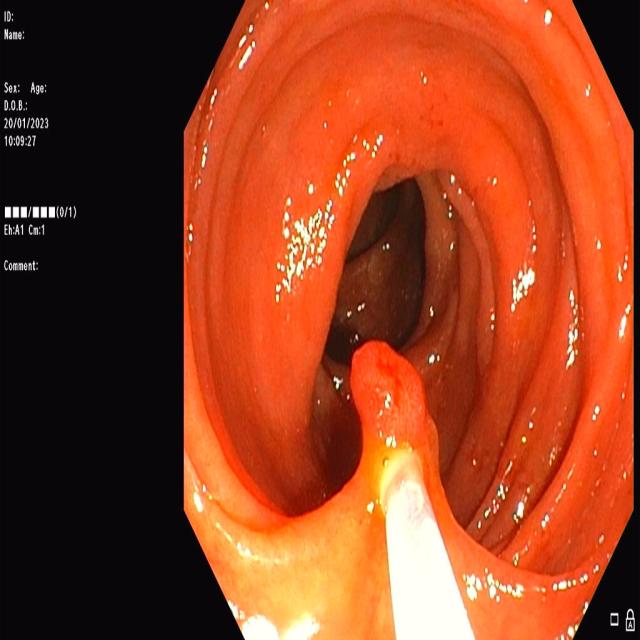 ID:
Name:
Sex: Age:
D.O.B.:
20/01/2023
10:09:27
■■■/■■■(0/1)
Eh:A1 Cm:1
Comment:
A